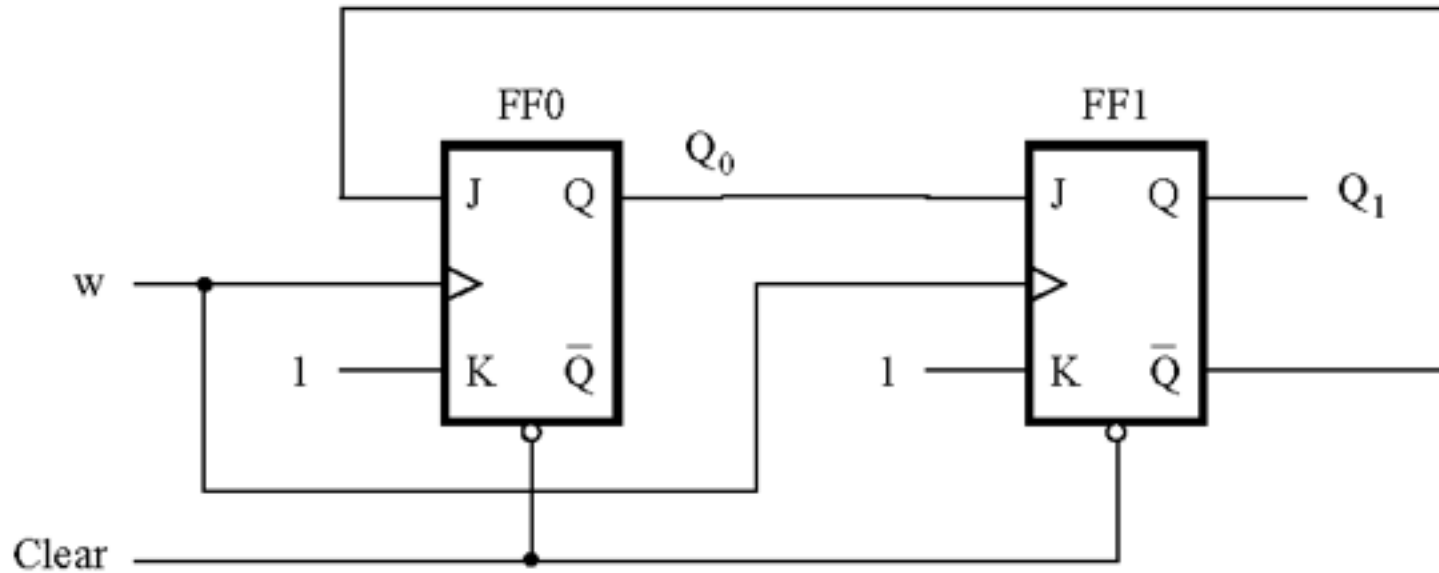 FF0 FF1
Q₀
J Q J Q Q₁
w
1 K Q̅ 1 K Q̅
Clear